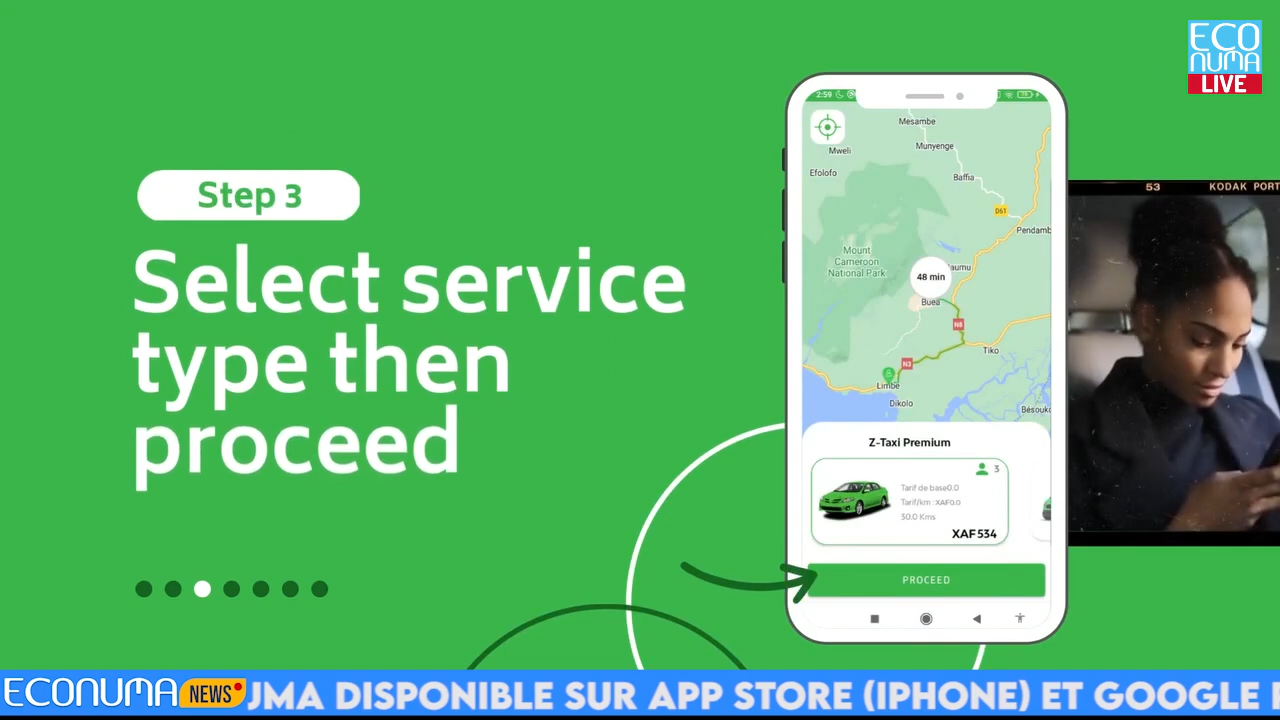 ECO
NUMA
LIVE
Step 3
Select service
type then
proceed
2:59
Mesambe
Mweli
Munyenge
Efolofo
Baffia
D61
Pendamb
Mount
Cameroon
National Park
aumu
48 min
Buea
N8
Tiko
N3
Limbe
Dikolo
Bésouk
Z-Taxi Premium
3
Tarif de base0.0
Tarif/km :XAF0.0
30.0 Kms
XAF 534
PROCEED
53 KODAK PORT
ECONUMA NEWS JMA DISPONIBLE SUR APP STORE (IPHONE) ET GOOGLE